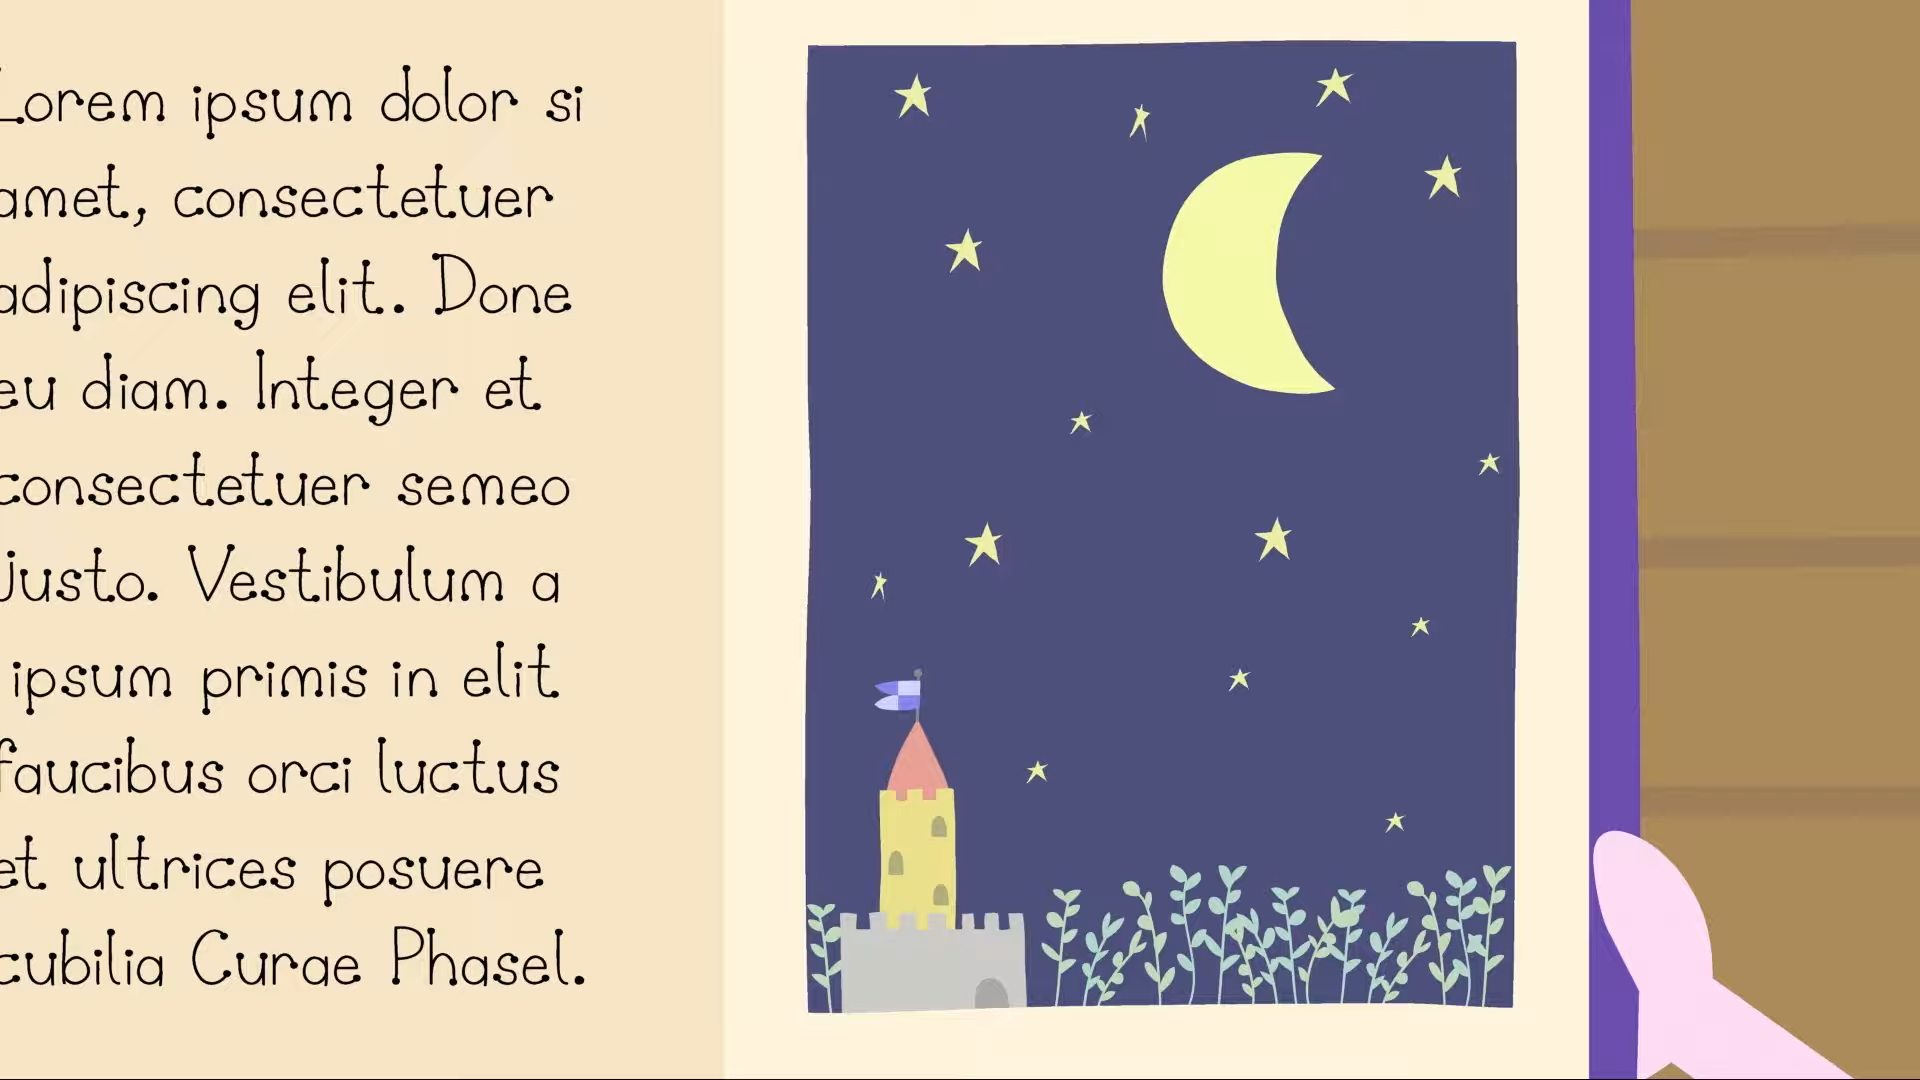 Lorem ipsum dolor si
amet, consectetuer
adipiscing elit. Done
eu diam. Integer et
consectetuer semeo
justo. Vestibulum a
ipsum primis in elit
faucibus orci luctus
et ultrices posuere
cubilia Curae Phasel.